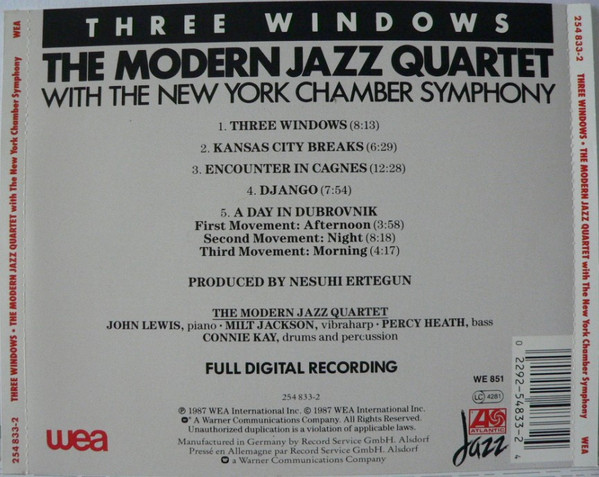 THREE WINDOWS
THE MODERN JAZZ QUARTET
WITH THE NEW YORK CHAMBER SYMPHONY
1. THREE WINDOWS (8:13)
2. KANSAS CITY BREAKS (6:29)
3. ENCOUNTER IN CAGNES (12:28)
4. DJANGO (7:54)
5. A DAY IN DUBROVNIK
First Movement: Afternoon (3:58)
Second Movement: Night (8:18)
Third Movement: Morning (4:17)
PRODUCED BY NESUHI ERTEGUN
THE MODERN JAZZ QUARTET
JOHN LEWIS, piano · MILT JACKSON, vibraharp · PERCY HEATH, bass
CONNIE KAY, drums and percussion
FULL DIGITAL RECORDING
254 833-2
WE 851
LC 4281
℗ 1987 WEA International Inc. © 1987 WEA International Inc.
" A Warner Communications Company. All Rights Reserved.
Unauthorized duplication is a violation of applicable laws.
Manufactured in Germany by Record Service GmbH. Alsdorf
Pressé en Allemagne par Record Service GmbH. Alsdorf
a Warner Communications Company
wea
ATLANTIC
Jazz
0 2292-54833-2 4
254 833-2 THREE WINDOWS · THE MODERN JAZZ QUARTET with The New York Chamber Symphony WEA
254 833-2 THREE WINDOWS · THE MODERN JAZZ QUARTET with The New York Chamber Symphony WEA